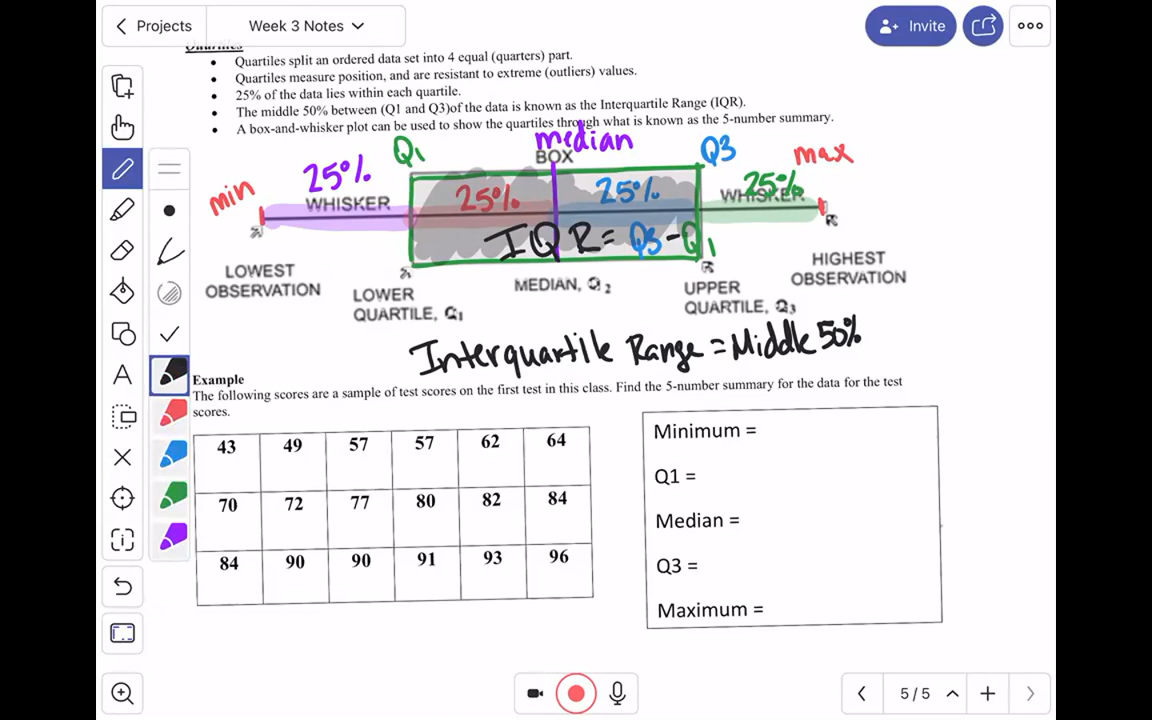 Projects
Week 3 Notes
Invite
Quartiles
• Quartiles split an ordered data set into 4 equal (quarters) part.
• Quartiles measure position, and are resistant to extreme (outliers) values.
• 25% of the data lies within each quartile.
• The middle 50% between (Q1 and Q3)of the data is known as the Interquartile Range (IQR).
• A box-and-whisker plot can be used to show the quartiles through what is known as the 5-number summary.
Q1
median
Q3
max
BOX
min
25%
25%
25%
25%
WHISKER
WHISKER
IQR = Q3 - Q1
LOWEST
OBSERVATION
LOWER
QUARTILE, Q1
MEDIAN, Q2
UPPER
QUARTILE, Q3
HIGHEST
OBSERVATION
Interquartile Range = Middle 50%
Example
The following scores are a sample of test scores on the first test in this class. Find the 5-number summary for the data for the test
scores.
43 49 57 57 62 64
70 72 77 80 82 84
84 90 90 91 93 96
Minimum =
Q1 =
Median =
Q3 =
Maximum =
A
5/5